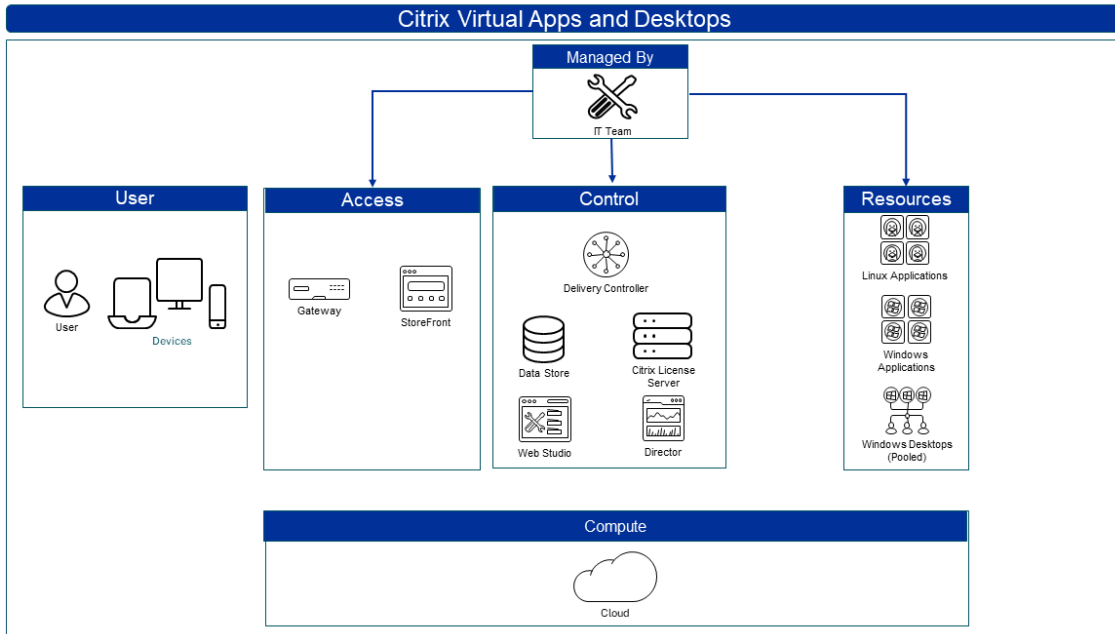 Citrix Virtual Apps and Desktops
Managed By
IT Team
User
User
Devices
Access
Gateway
StoreFront
Control
Delivery Controller
Data Store
Citrix License
Server
Web Studio
Director
Resources
Linux Applications
Windows
Applications
Windows Desktops
(Pooled)
Compute
Cloud